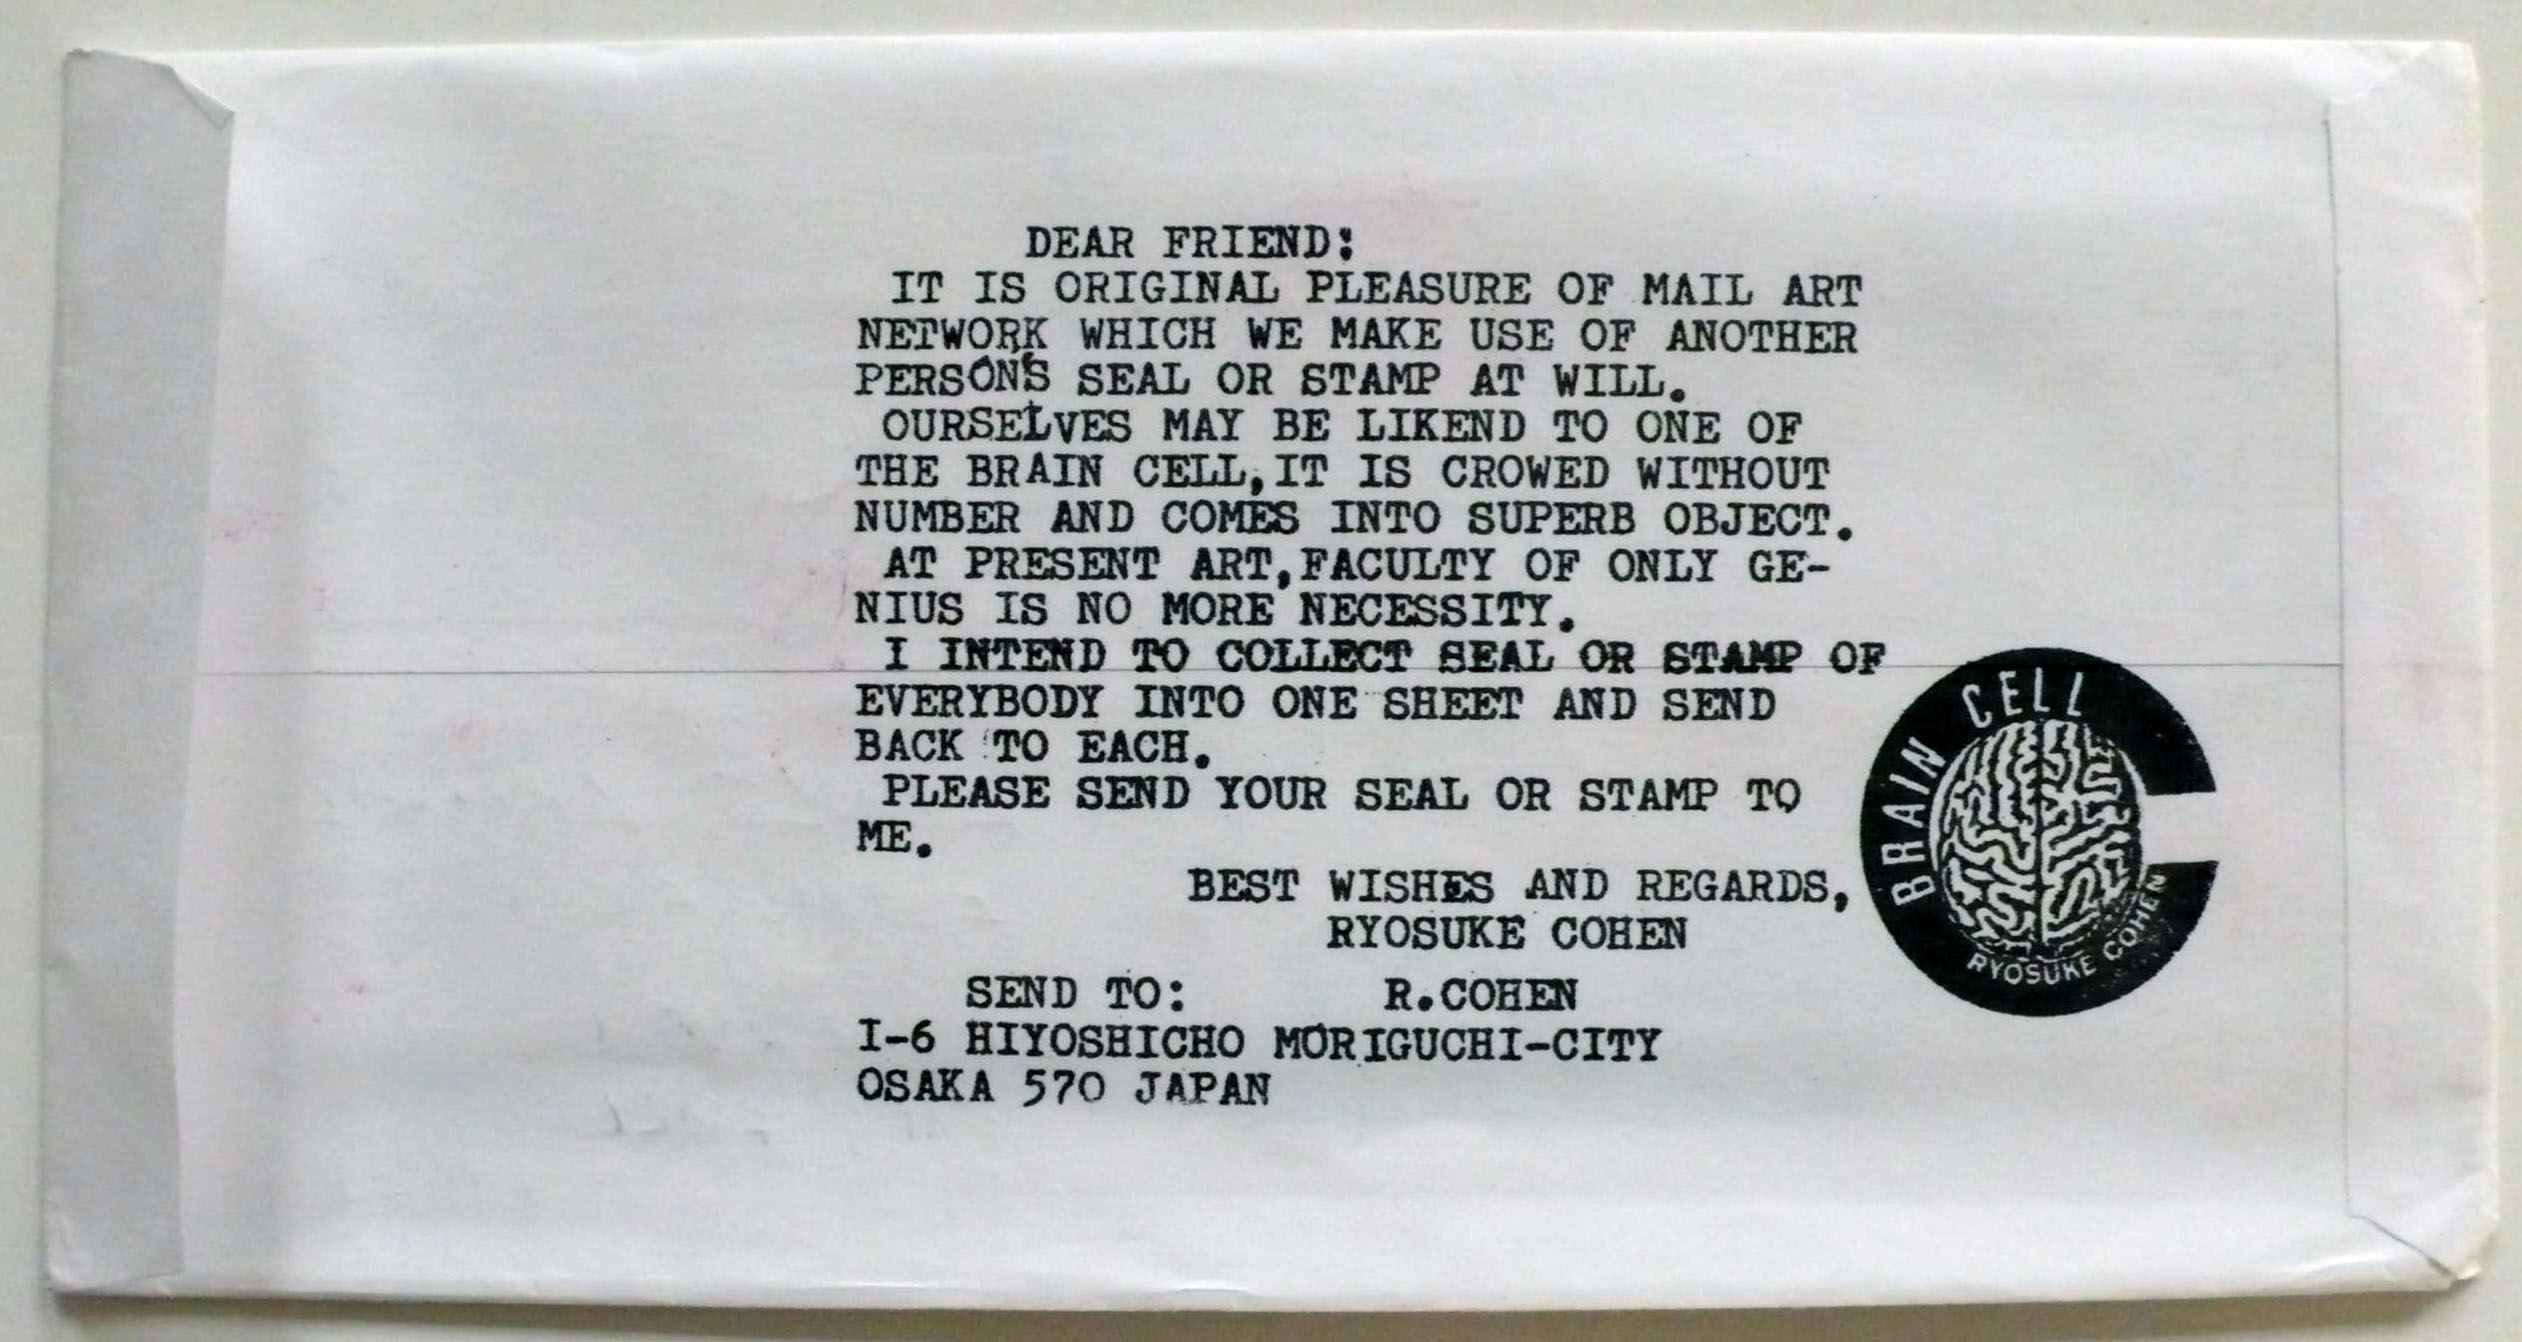 DEAR FRIEND:
IT IS ORIGINAL PLEASURE OF MAIL ART
NETWORK WHICH WE MAKE USE OF ANOTHER
PERSON'S SEAL OR STAMP AT WILL.
OURSELVES MAY BE LIKEND TO ONE OF
THE BRAIN CELL,IT IS CROWED WITHOUT
NUMBER AND COMES INTO SUPERB OBJECT.
AT PRESENT ART,FACULTY OF ONLY GE-
NIUS IS NO MORE NECESSITY.
I INTEND TO COLLECT SEAL OR STAMP OF
EVERYBODY INTO ONE SHEET AND SEND
BACK TO EACH.
PLEASE SEND YOUR SEAL OR STAMP TO
ME.
BEST WISHES AND REGARDS,
RYOSUKE COHEN
SEND TO: R.COHEN
I-6 HIYOSHICHO MORIGUCHI-CITY
OSAKA 570 JAPAN
BRAIN CELL
RYOSUKE COHEN